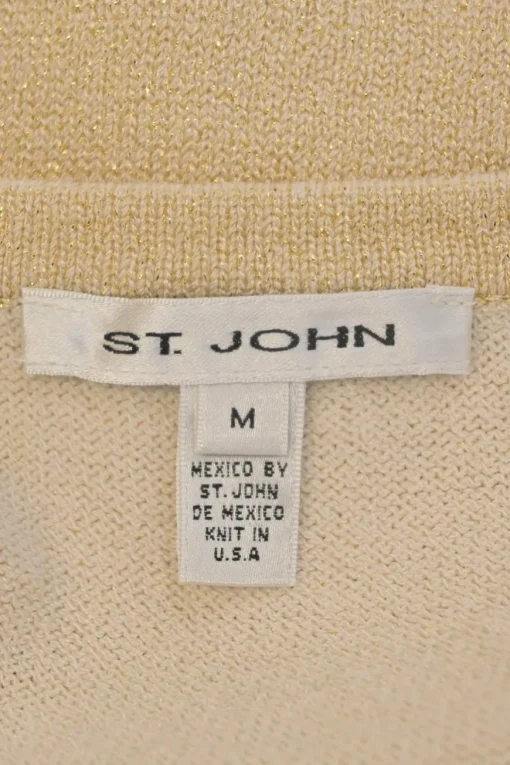 ST. JOHN
M
MEXICO BY
ST. JOHN
DE MEXICO
KNIT IN
U.S.A